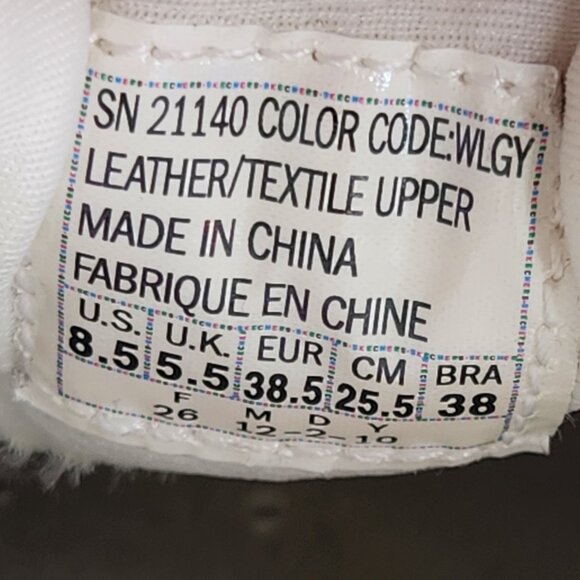 SN 21140 COLOR CODE:WLGY
LEATHER/TEXTILE UPPER
MADE IN CHINA
FABRIQUE EN CHINE
U.S. U.K. EUR CM BRA
8.5 5.5 38.5 25.5 38
F M D Y
26 12-2-10